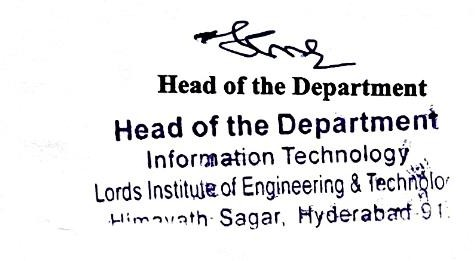 Head of the Department
Head of the Department
Information Technology
Lords Institute of Engineering & Technolo
Himayath Sagar, Hyderabad-91.